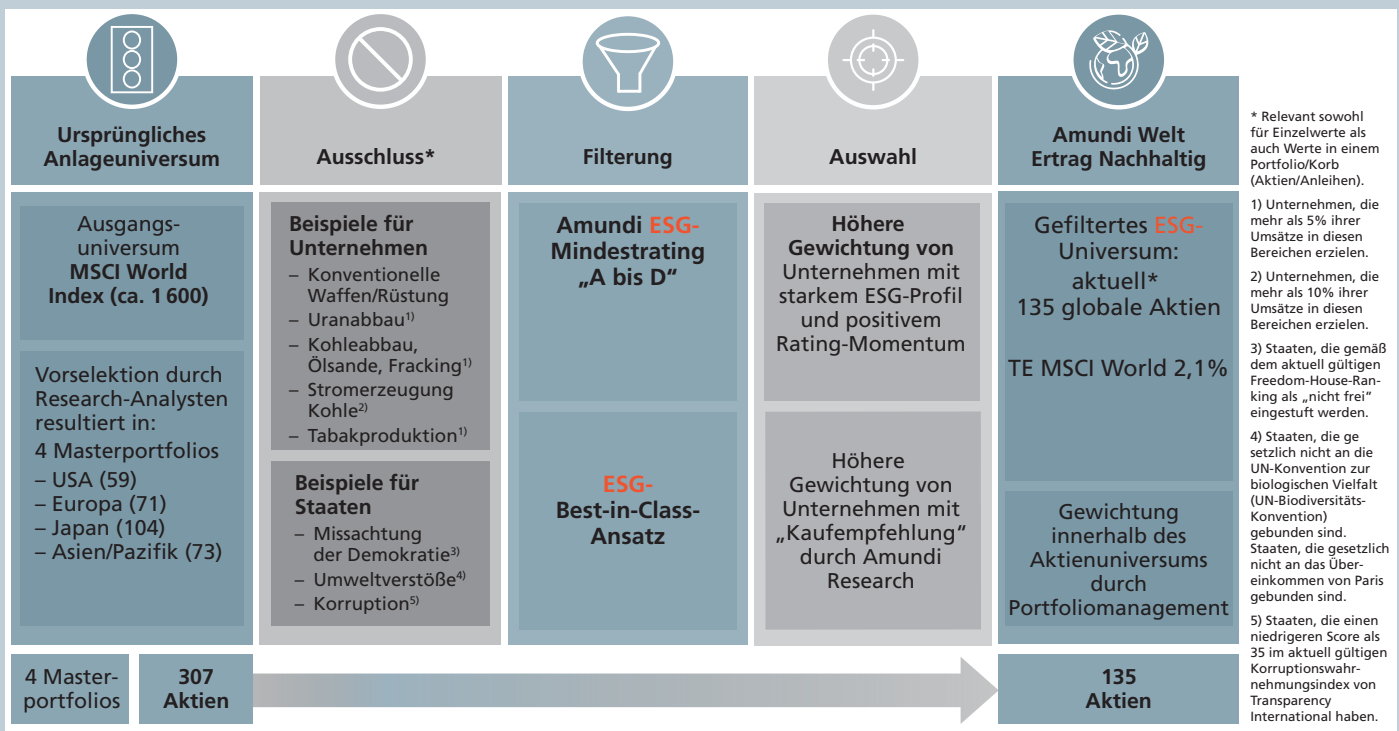 Ursprüngliches
Anlageuniversum
Ausgangs-
universum
MSCI World
Index (ca. 1 600)
Vorselektion durch
Research-Analysten
resultiert in:
4 Masterportfolios
– USA (59)
– Europa (71)
– Japan (104)
– Asien/Pazifik (73)
Ausschluss*
Beispiele für
Unternehmen
– Konventionelle
Waffen/Rüstung
– Uranabbau¹⁾
– Kohleabbau,
Ölsande, Fracking¹⁾
– Stromerzeugung
Kohle²⁾
– Tabakproduktion¹⁾
Beispiele für
Staaten
– Missachtung
der Demokratie³⁾
– Umweltverstöße⁴⁾
– Korruption⁵⁾
Filterung
Amundi ESG-
Mindestrating
„A bis D“
ESG-
Best-in-Class-
Ansatz
Auswahl
Höhere
Gewichtung von
Unternehmen mit
starkem ESG-Profil
und positivem
Rating-Momentum
Höhere
Gewichtung von
Unternehmen mit
„Kaufempfehlung“
durch Amundi
Research
Amundi Welt
Ertrag Nachhaltig
Gefiltertes ESG-
Universum:
aktuell*
135 globale Aktien
TE MSCI World 2,1%
Gewichtung
innerhalb des
Aktienuniversums
durch
Portfoliomanagement
4 Master-
portfolios
307
Aktien
135
Aktien
* Relevant sowohl
für Einzelwerte als
auch Werte in einem
Portfolio/Korb
(Aktien/Anleihen).
1) Unternehmen, die
mehr als 5% ihrer
Umsätze in diesen
Bereichen erzielen.
2) Unternehmen, die
mehr als 10% ihrer
Umsätze in diesen
Bereichen erzielen.
3) Staaten, die gemäß
dem aktuell gültigen
Freedom-House-Ran-
king als „nicht frei“
eingestuft werden.
4) Staaten, die ge
setzlich nicht an die
UN-Konvention zur
biologischen Vielfalt
(UN-Biodiversitäts-
Konvention)
gebunden sind.
Staaten, die gesetzlich
nicht an das Über-
einkommen von Paris
gebunden sind.
5) Staaten, die einen
niedrigeren Score als
35 im aktuell gültigen
Korruptionswahr-
nehmungsindex von
Transparency
International haben.